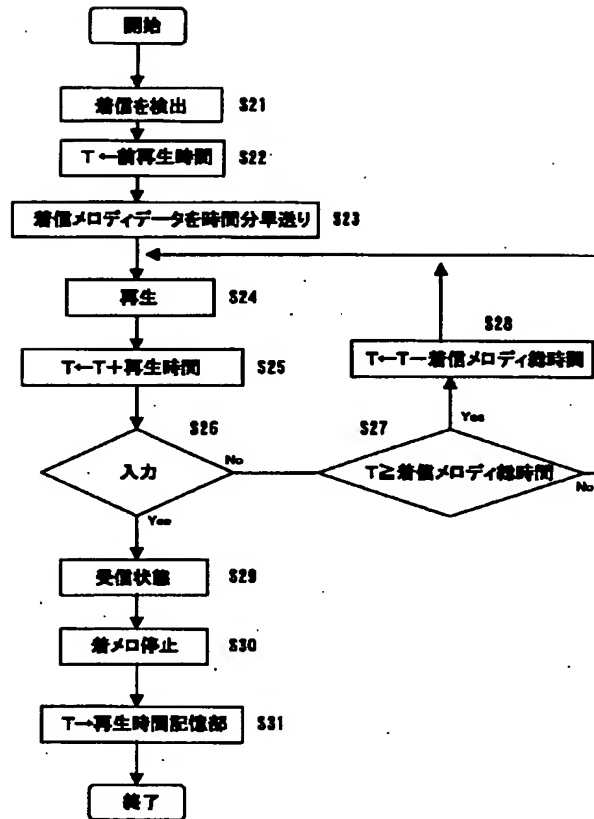 開始
着信を検出 S21
T←前再生時間 S22
着信メロディデータを時間分早送り S23
再生 S24
T←T+再生時間 S25
S28
T←T−着信メロディ総時間
S26
入力
No
Yes
S27
T≧着信メロディ総時間
Yes
No
受信状態 S29
着メロ停止 S30
T→再生時間記憶部 S31
終了